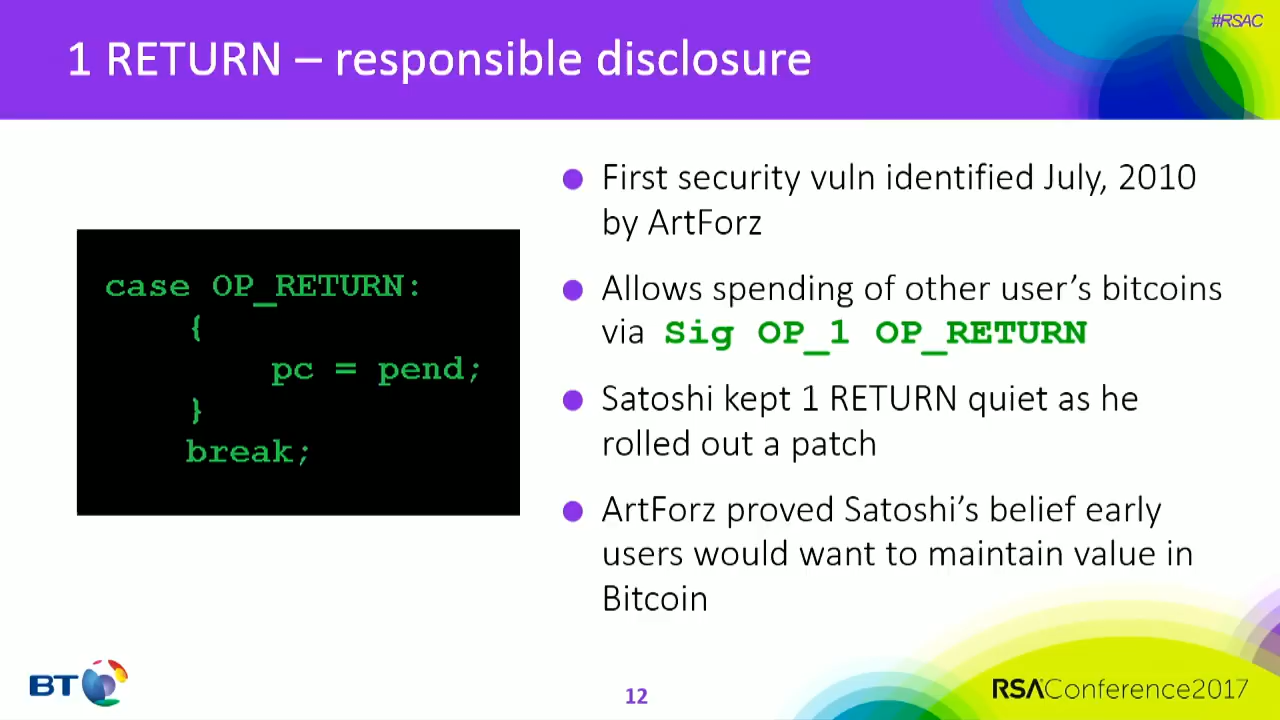 #RSAC
1 RETURN – responsible disclosure
case OP_RETURN:
{
pc = pend;
}
break;
First security vuln identified July, 2010
by ArtForz
Allows spending of other user’s bitcoins
via Sig OP_1 OP_RETURN
Satoshi kept 1 RETURN quiet as he
rolled out a patch
ArtForz proved Satoshi’s belief early
users would want to maintain value in
Bitcoin
BT
12
RSAConference2017